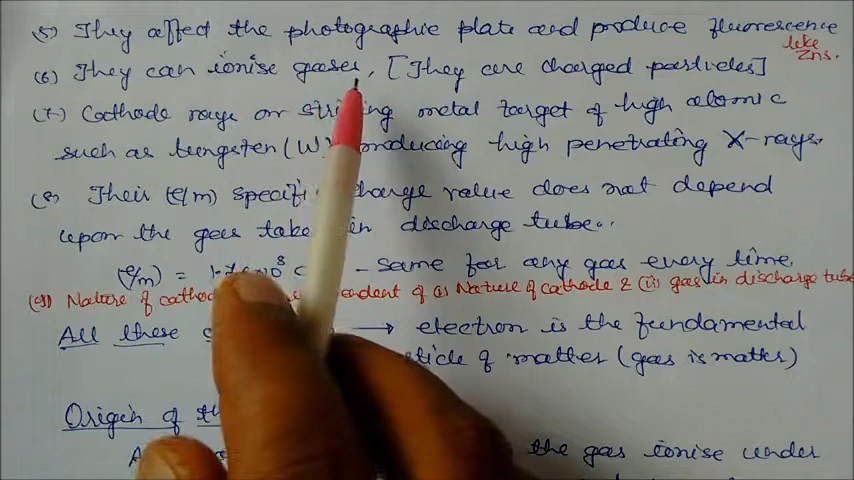 (5) They affect the photographic plate and produce fluorescence
like
ZnS.
(6) They can ionise gases, [They are charged particles]
(7) Cathode rays on striking metal target of high atomic
such as tungsten (W) producing high penetrating X-rays.
(8) Their (e/m) specific charge value does not depend
upon the gas taken in discharge tube..
(e/m) = 10^8 c - same for any gas every time.
(9) Nature of cathode of (i) Nature of cathode & (ii) gas in discharge tube
All these → electron is the fundamental
of matter (gas is matter)
Origin of
the gas ionise under